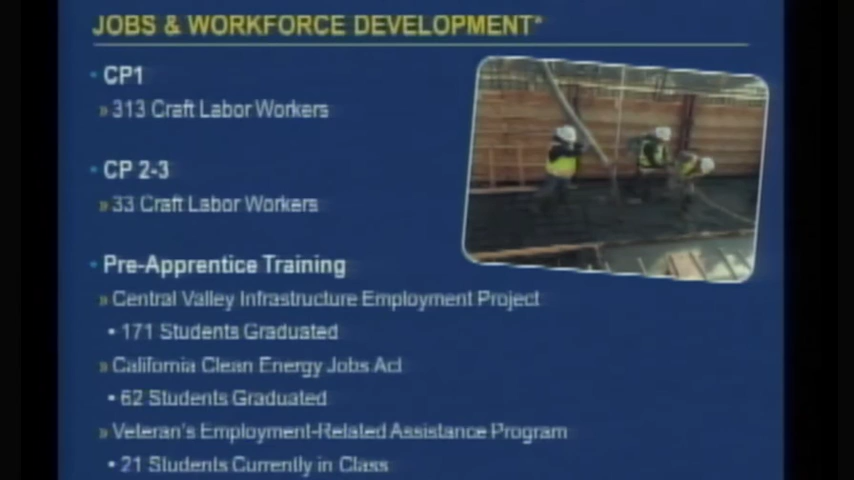 JOBS & WORKFORCE DEVELOPMENT*
• CP1
» 313 Craft Labor Workers
• CP 2-3
» 33 Craft Labor Workers
• Pre-Apprentice Training
» Central Valley Infrastructure Employment Project
• 171 Students Graduated
» California Clean Energy Jobs Act
• 62 Students Graduated
» Veteran's Employment-Related Assistance Program
• 21 Students Currently in Class